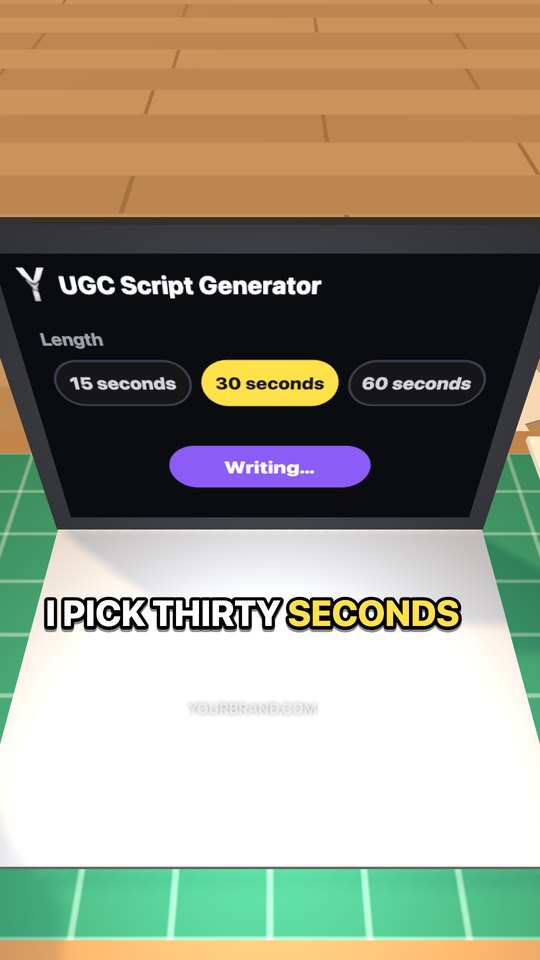 Y UGC Script Generator
Length
15 seconds 30 seconds 60 seconds
Writing...
I PICK THIRTY SECONDS
YOURBRAND.COM